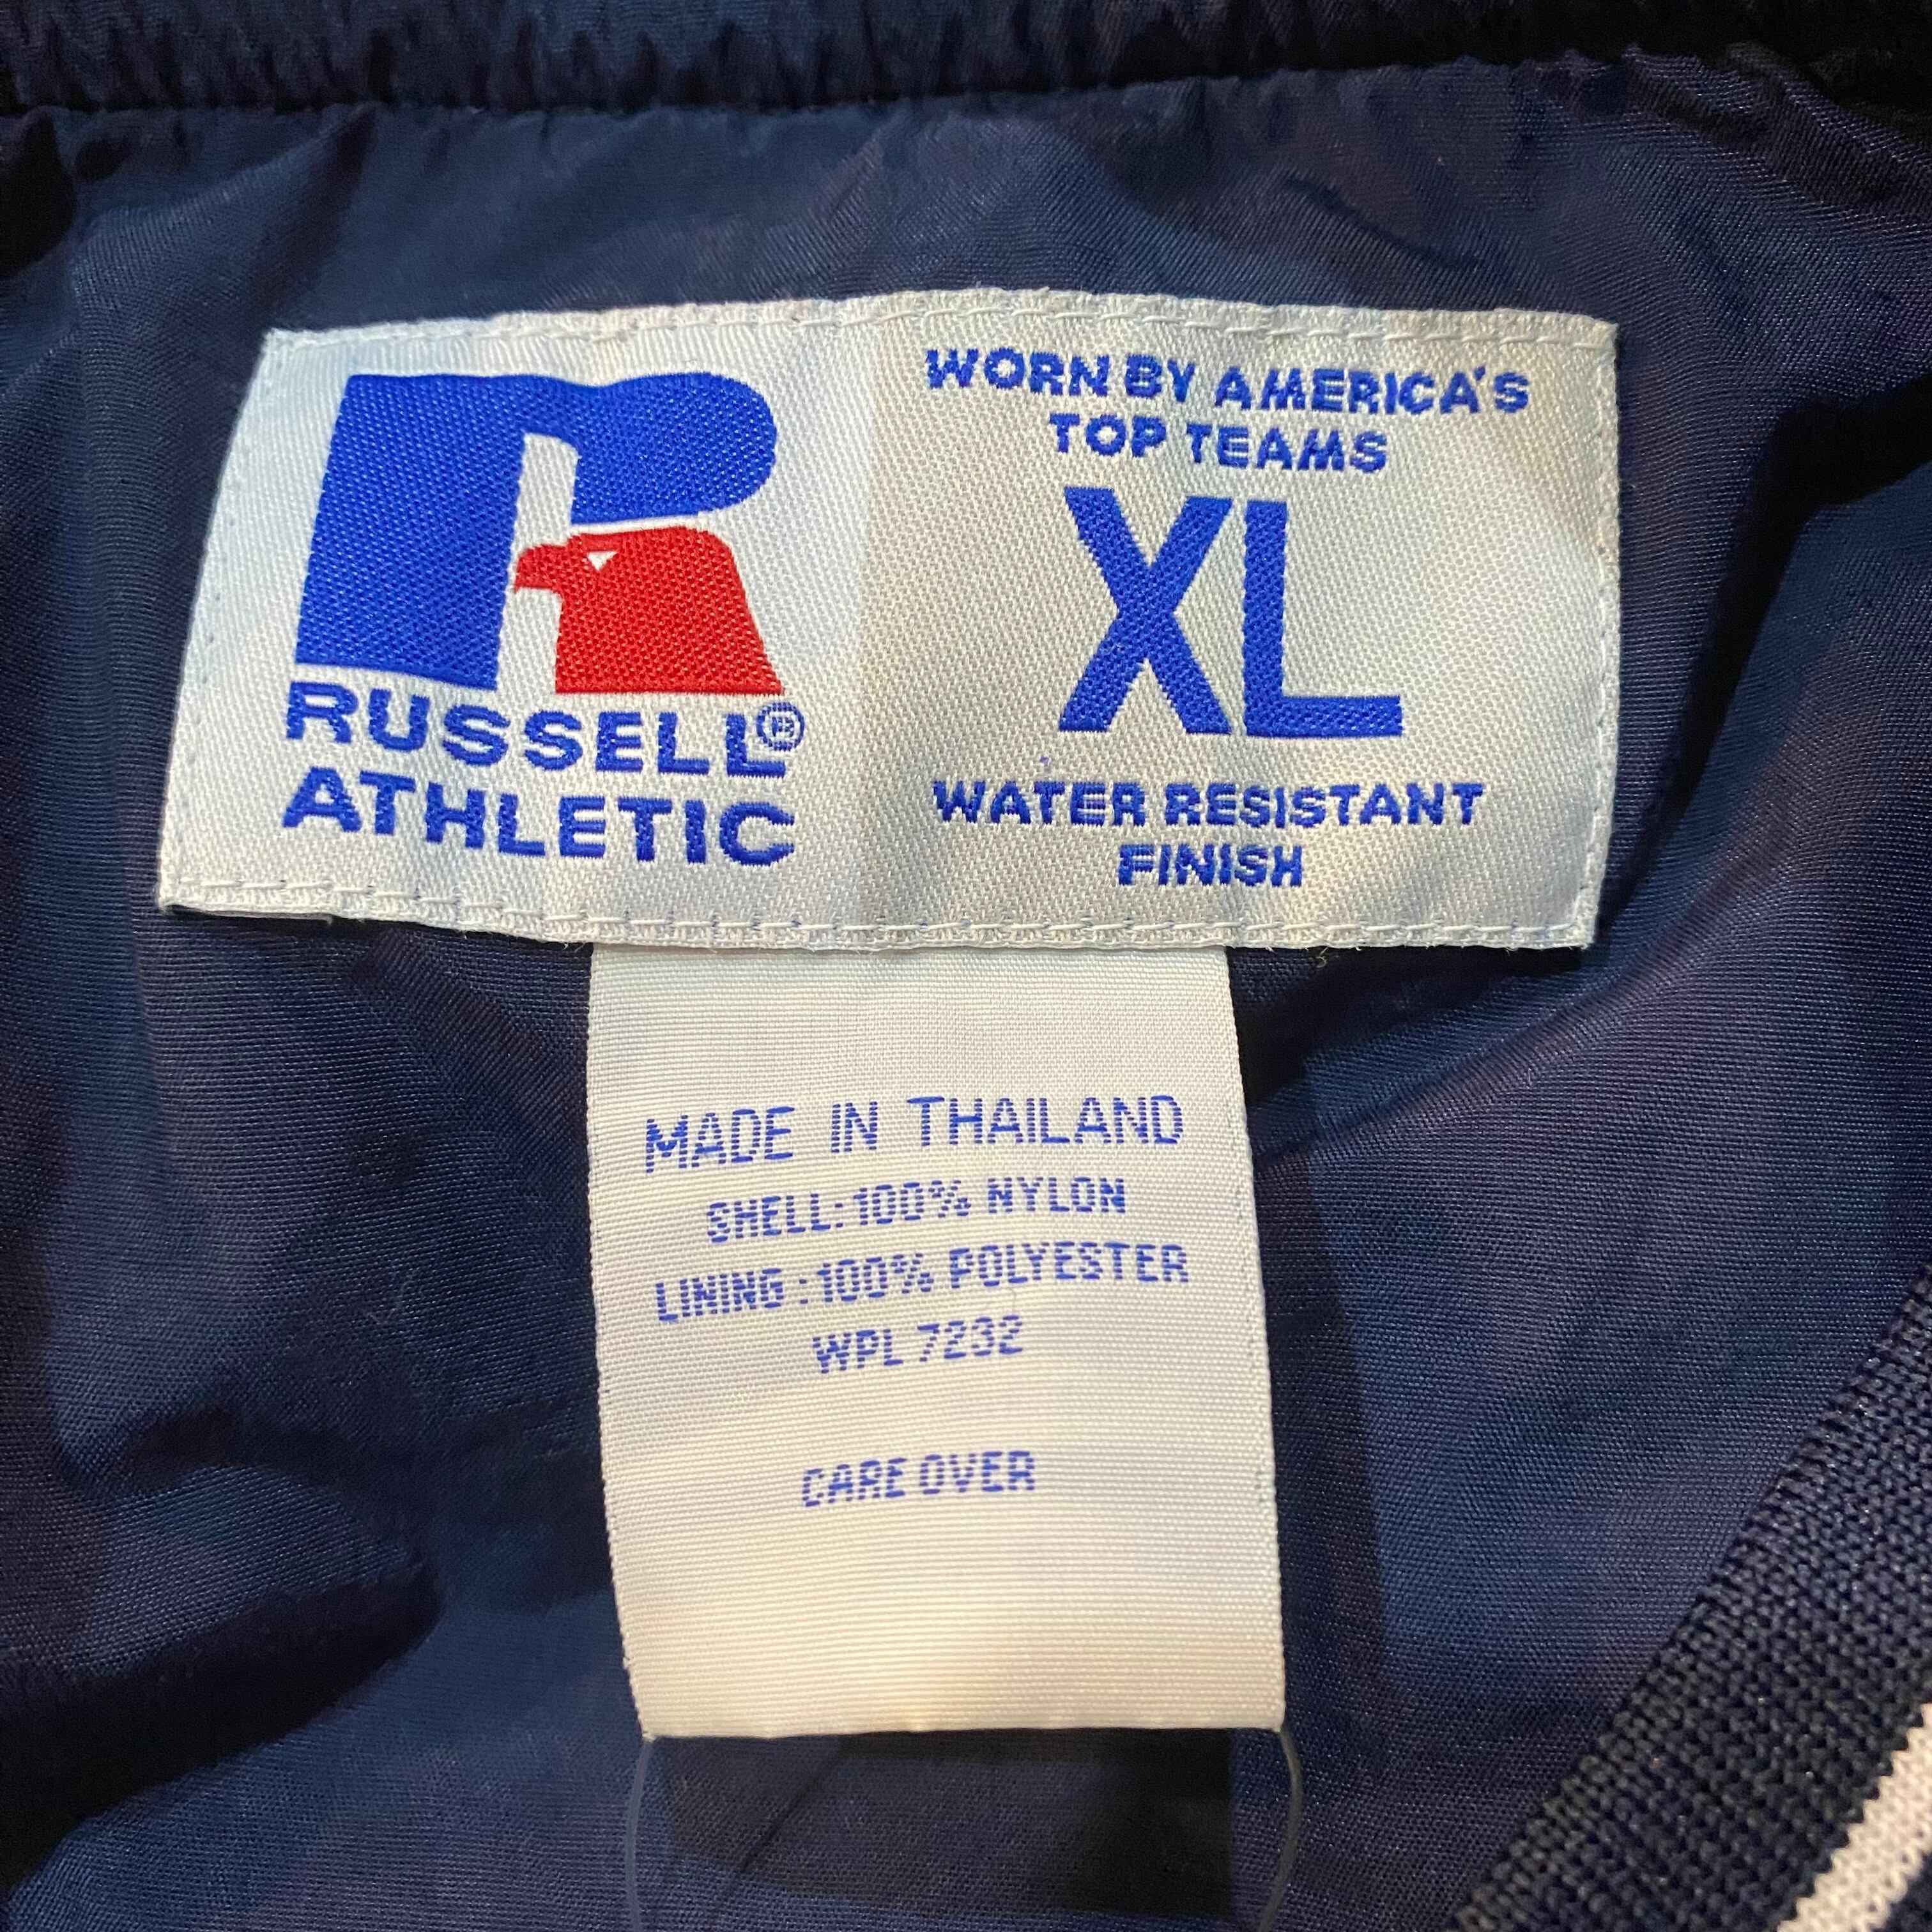 RUSSELL®
ATHLETIC
WORN BY AMERICA'S
TOP TEAMS
XL
WATER RESISTANT
FINISH
MADE IN THAILAND
SHELL:100% NYLON
LINING:100% POLYESTER
WPL 7232
CARE OVER